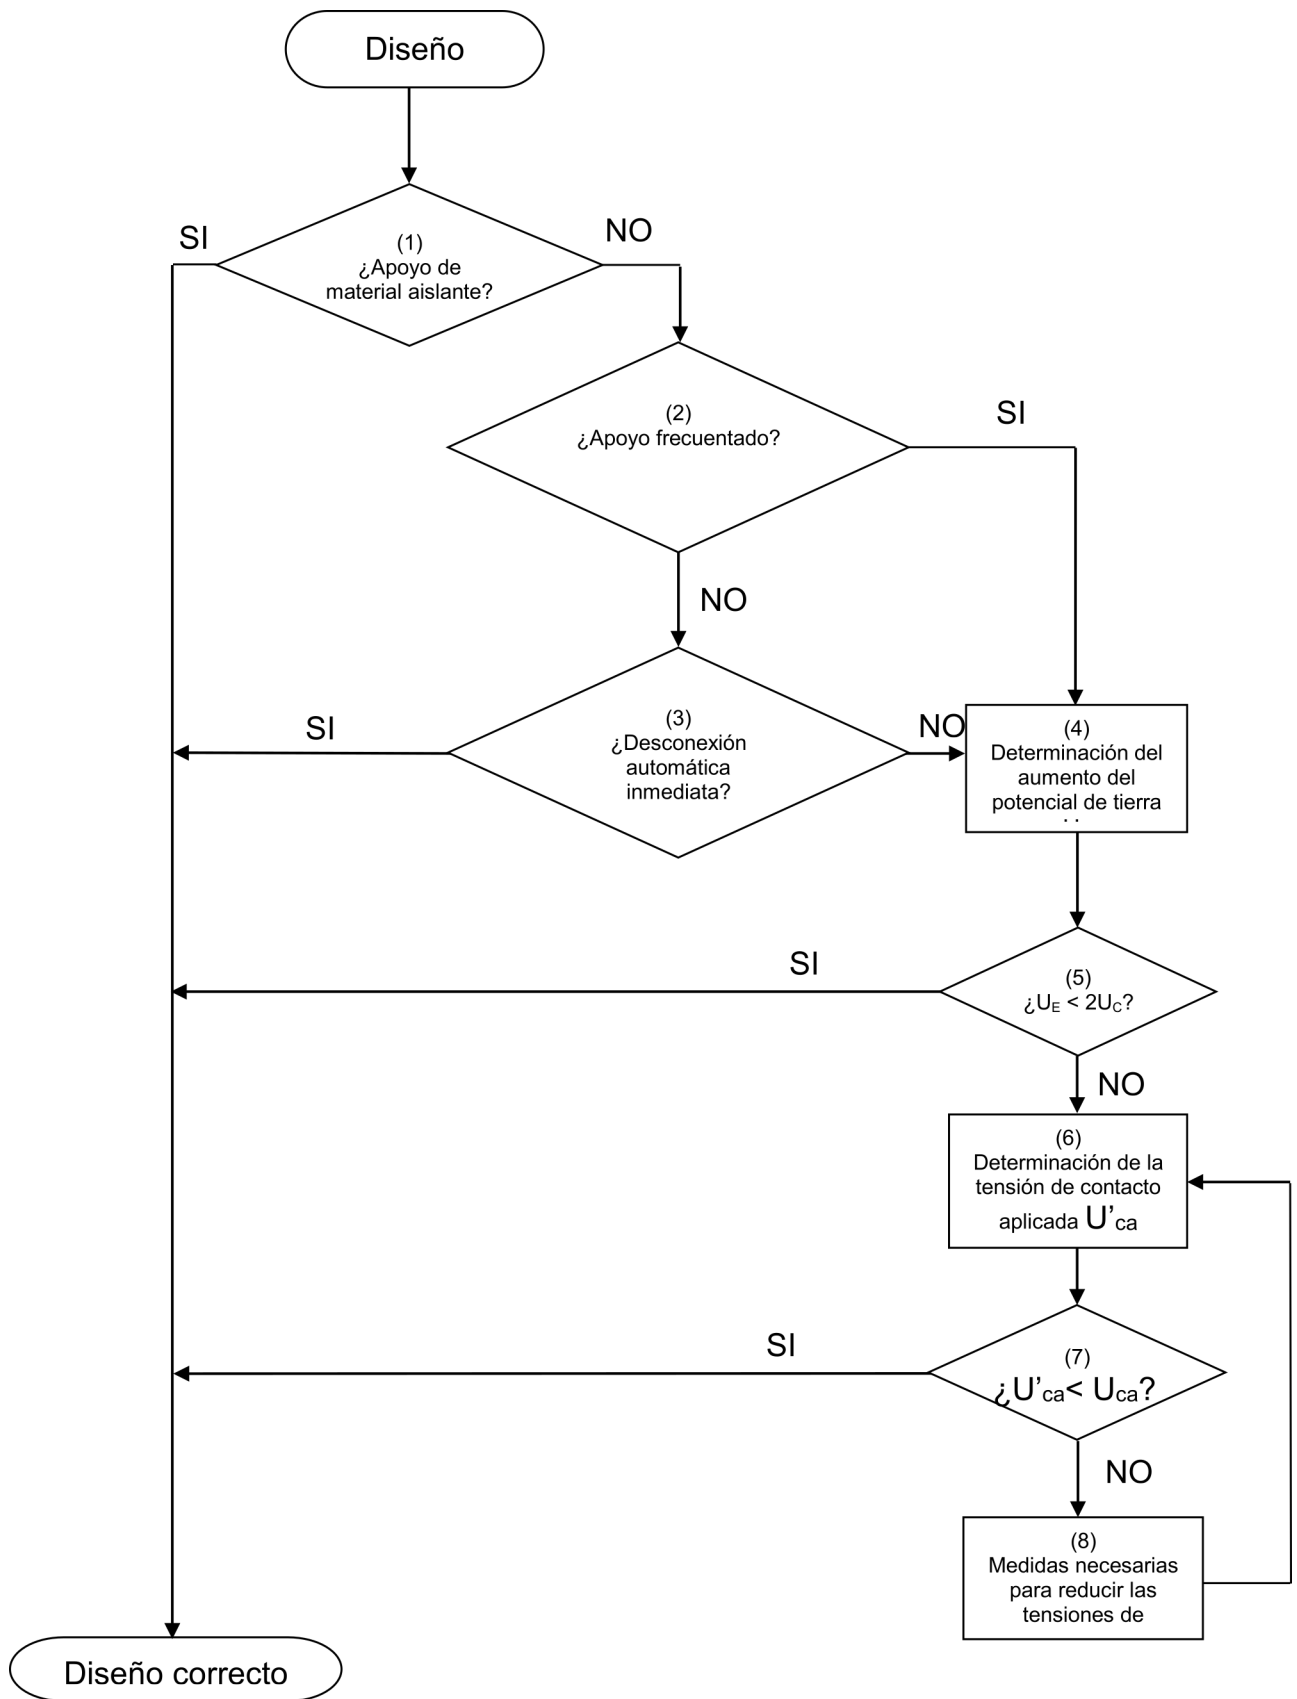 Diseño
SI
NO
(1)
¿Apoyo de
material aislante?
(2)
¿Apoyo frecuentado?
SI
NO
SI
(3)
¿Desconexión
automática
inmediata?
NO
(4)
Determinación del
aumento del
potencial de tierra
SI
(5)
¿UE < 2UC?
NO
(6)
Determinación de la
tensión de contacto
aplicada U’ca
SI
(7)
¿U’ca< Uca?
NO
(8)
Medidas necesarias
para reducir las
tensiones de
Diseño correcto